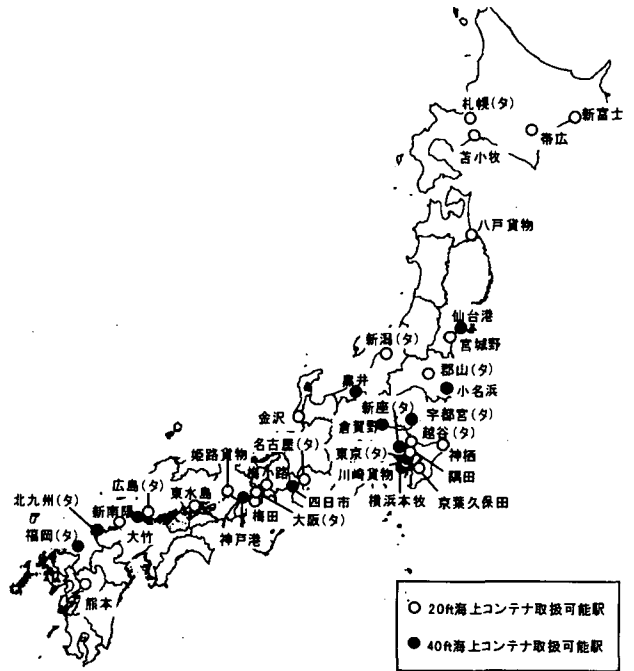 札幌(タ)
新富士
帯広
苫小牧
八戸貨物
仙台港
新潟(タ)
宮城野
郡山(タ)
黒井
小名浜
新座(タ)
宇都宮(タ)
金沢
倉賀野
越谷(タ)
名古屋(タ)
神栖
姫路貨物
東京(タ)
隅田
広島(タ)
梅小路
川崎貨物
東水島
京葉久保田
北九州(タ)
四日市
横浜本牧
新南陽
梅田
大阪(タ)
福岡(タ)
大竹
神戸港
熊本
○ 20ft海上コンテナ取扱可能駅
● 40ft海上コンテナ取扱可能駅